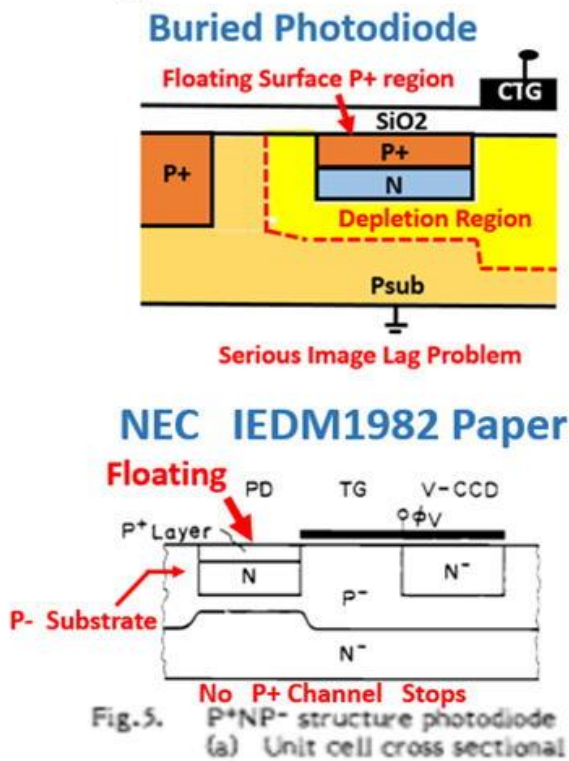 Buried Photodiode
Floating Surface P+ region
CTG
SiO2
P+
P+
N
Depletion Region
Psub
Serious Image Lag Problem
NEC IEDM1982 Paper
Floating
PD TG V-CCD
ϕV
P⁺Layer
N
N⁻
P- Substrate
P⁻
N⁻
No P+ Channel Stops
Fig.5. P⁺NP⁻ structure photodiode
(a) Unit cell cross sectional